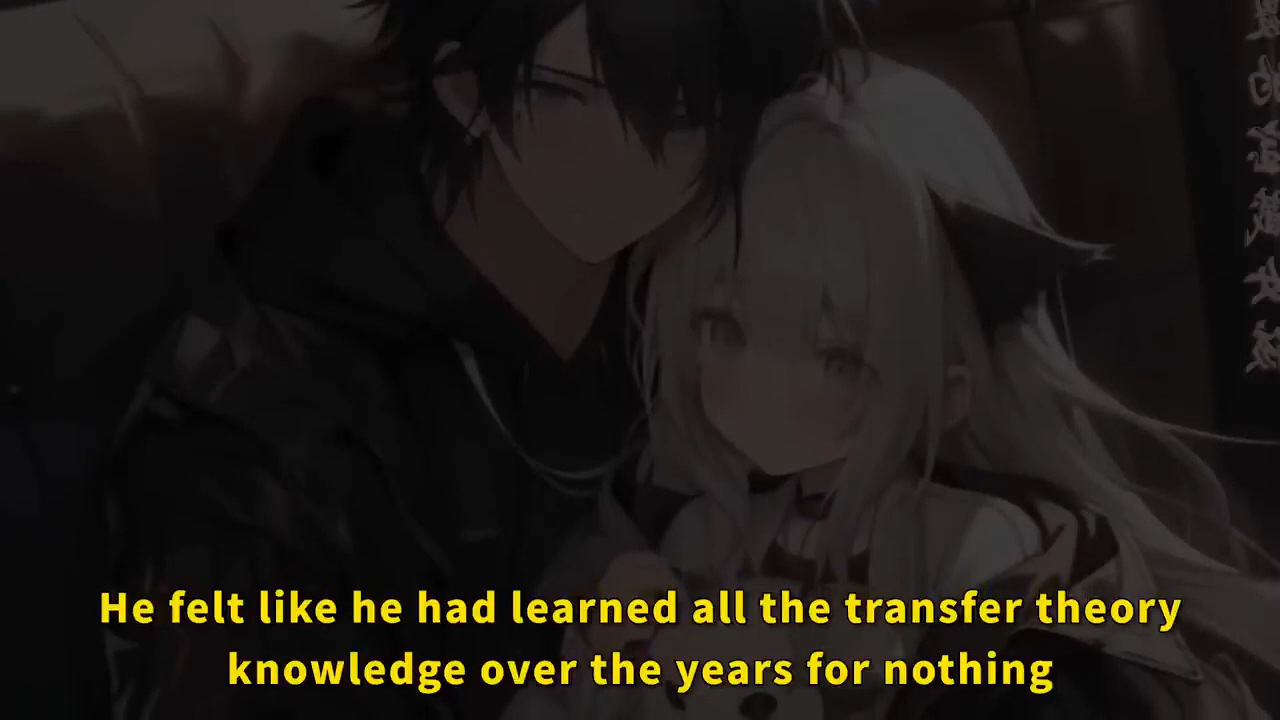 He felt like he had learned all the transfer theory
knowledge over the years for nothing